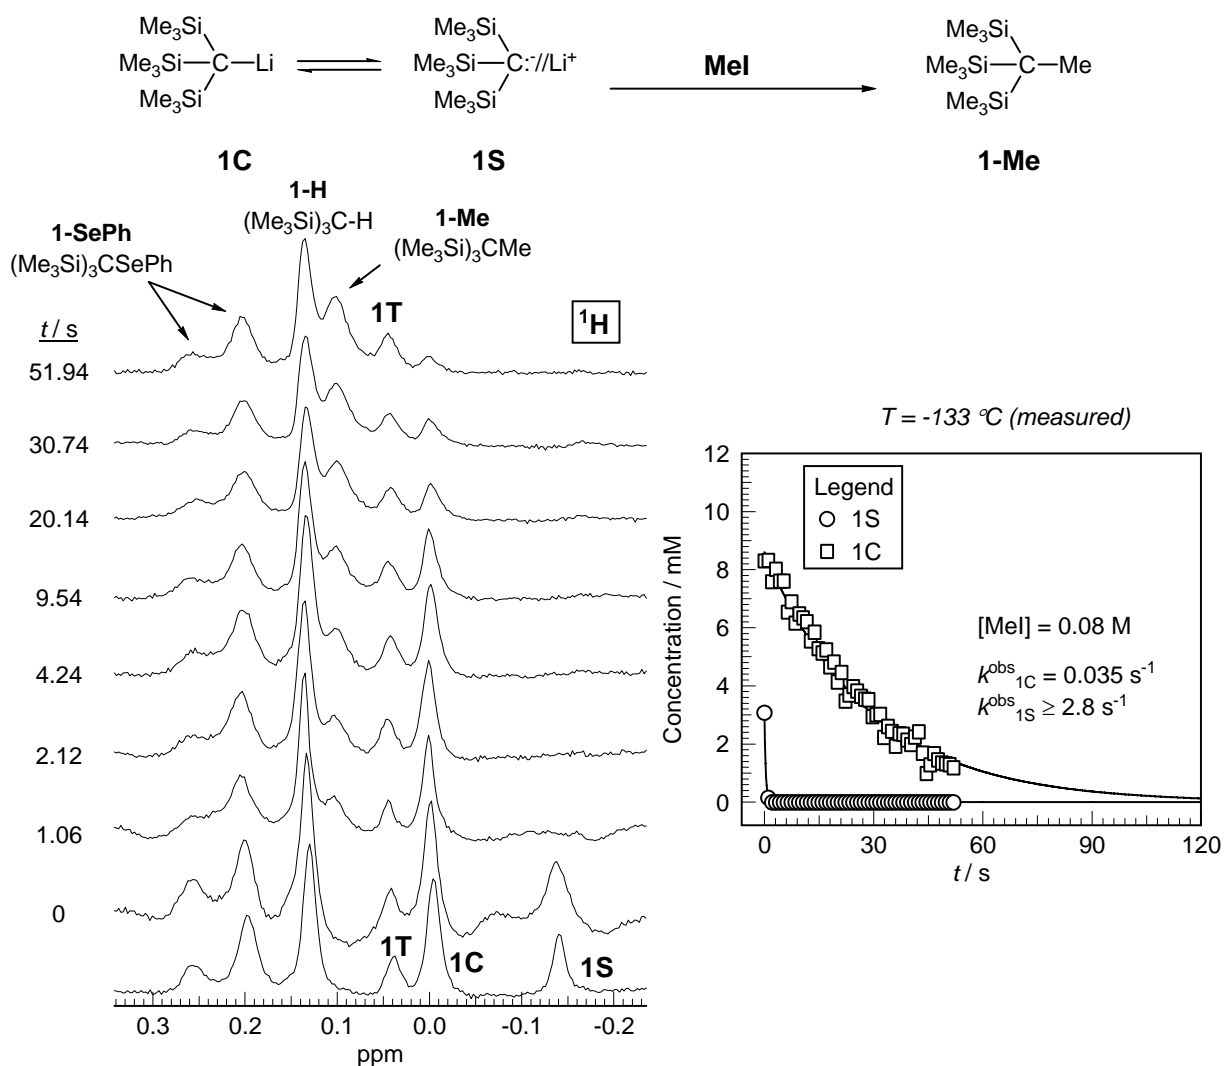 Me3Si
Me3Si C Li
Me3Si
1C
Me3Si
Me3Si C:-//Li+
Me3Si
1S
MeI
Me3Si
Me3Si C Me
Me3Si
1-Me
1-H
(Me3Si)3C-H
1-SePh
(Me3Si)3CSePh
1-Me
(Me3Si)3CMe
1T
1H
t / s
51.94
30.74
20.14
9.54
4.24
2.12
1.06
0
1T
1C
1S
0.3 0.2 0.1 0.0 -0.1 -0.2
ppm
T = -133 °C (measured)
12
10
8
6
4
2
0
Concentration / mM
Legend
1S
1C
[MeI] = 0.08 M
kobs1C = 0.035 s-1
kobs1S ≥ 2.8 s-1
0 30 60 90 120
t / s